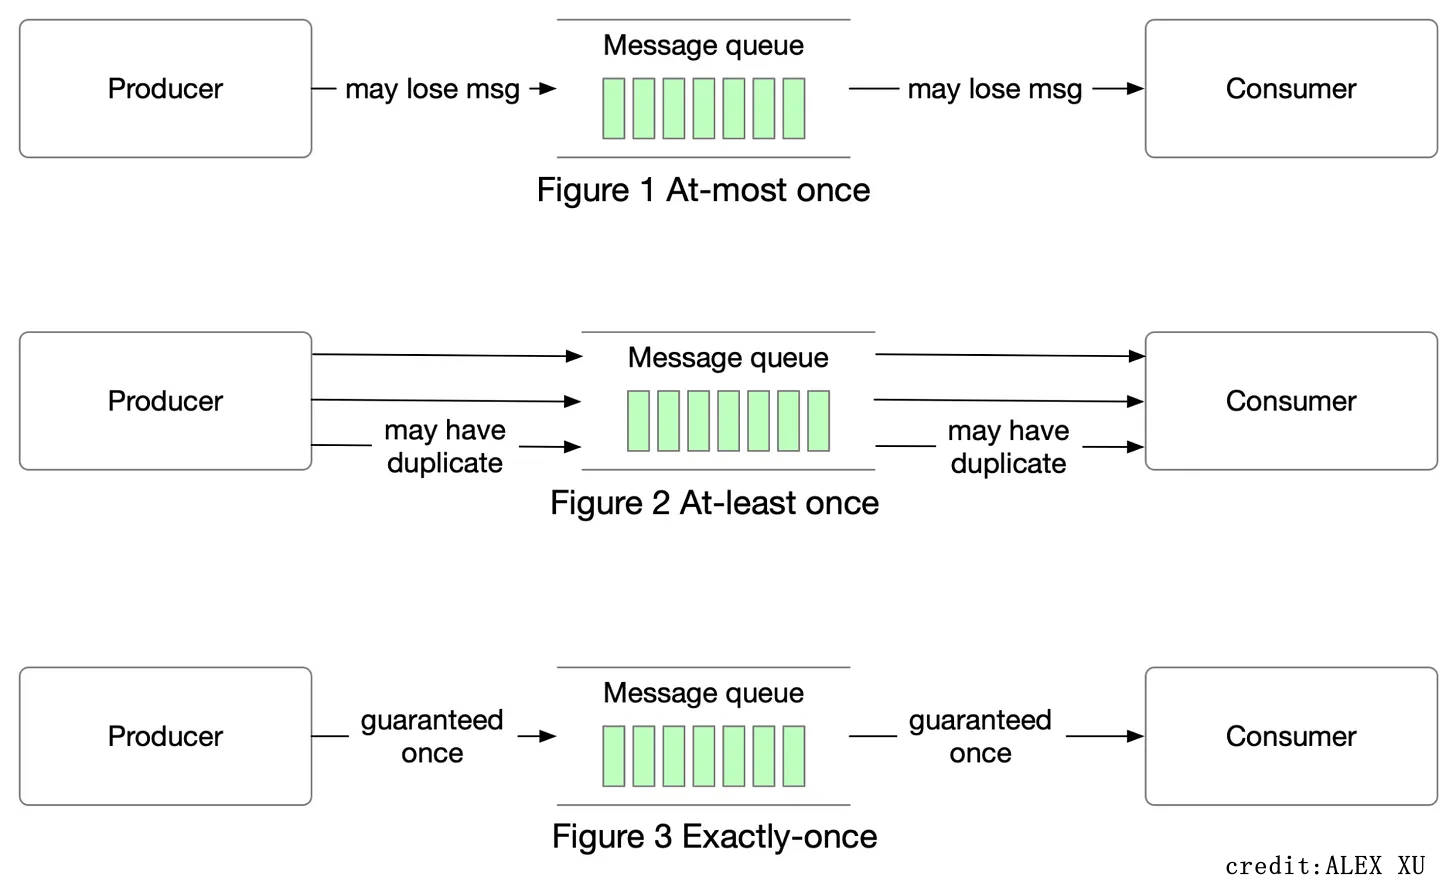 Producer
may lose msg
Message queue
may lose msg
Consumer
Figure 1 At-most once
Producer
may have
duplicate
Message queue
may have
duplicate
Consumer
Figure 2 At-least once
Producer
guaranteed
once
Message queue
guaranteed
once
Consumer
Figure 3 Exactly-once
credit:ALEX XU